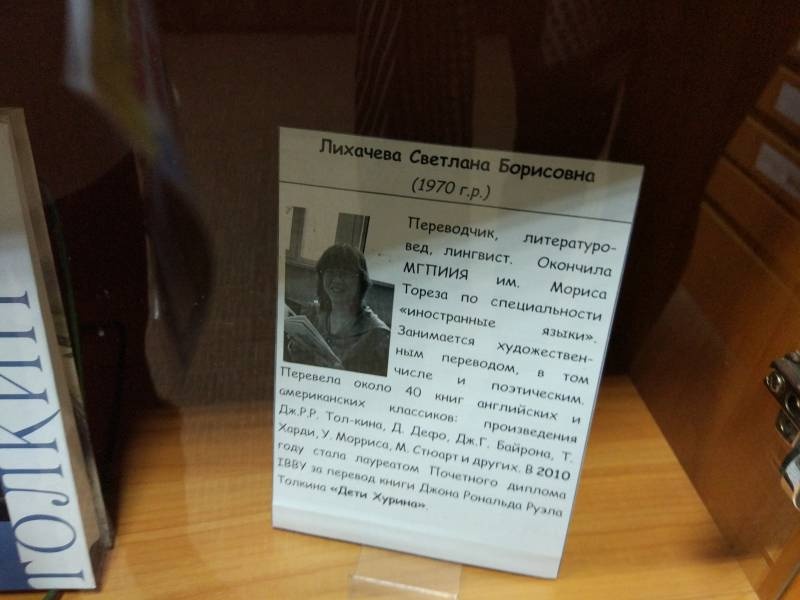 Лихачева Светлана Борисовна
(1970 г.р.)
Переводчик, литературо-
вед, лингвист. Окончила
МГПИИЯ им. Мориса
Тореза по специальности
«иностранные языки».
Занимается художествен-
ным переводом, в том
числе и поэтическим.
Перевела около 40 книг английских и
американских классиков: произведения
Дж.Р.Р. Тол-кина, Д. Дефо, Дж.Г. Байрона, Т.
Харди, У. Морриса, М. Стюарт и других. В 2010
году стала лауреатом Почетного диплома
IBBY за перевод книги Джона Рональда Руэла
Толкина «Дети Хурина».
ТОЛКИН